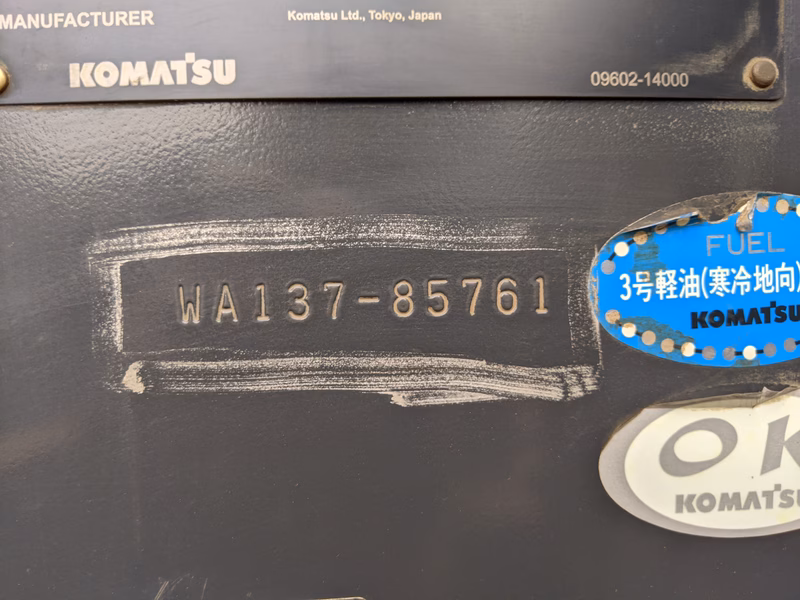 MANUFACTURER
Komatsu Ltd., Tokyo, Japan
KOMATSU
09602-14000
WA137-85761
FUEL
3号軽油(寒冷地向)
KOMATSU
OK
KOMATSU